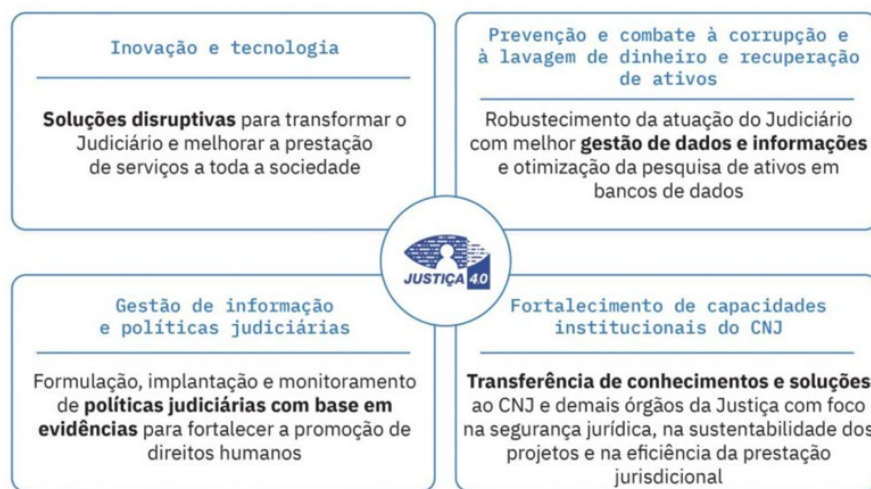 Inovação e tecnologia
Soluções disruptivas para transformar o
Judiciário e melhorar a prestação
de serviços a toda a sociedade
Prevenção e combate à corrupção e
à lavagem de dinheiro e recuperação
de ativos
Robustecimento da atuação do Judiciário
com melhor gestão de dados e informações
e otimização da pesquisa de ativos em
bancos de dados
JUSTIÇA 4.0
Gestão de informação
e políticas judiciárias
Formulação, implantação e monitoramento
de políticas judiciárias com base em
evidências para fortalecer a promoção de
direitos humanos
Fortalecimento de capacidades
institucionais do CNJ
Transferência de conhecimentos e soluções
ao CNJ e demais órgãos da Justiça com foco
na segurança jurídica, na sustentabilidade dos
projetos e na eficiência da prestação
jurisdicional